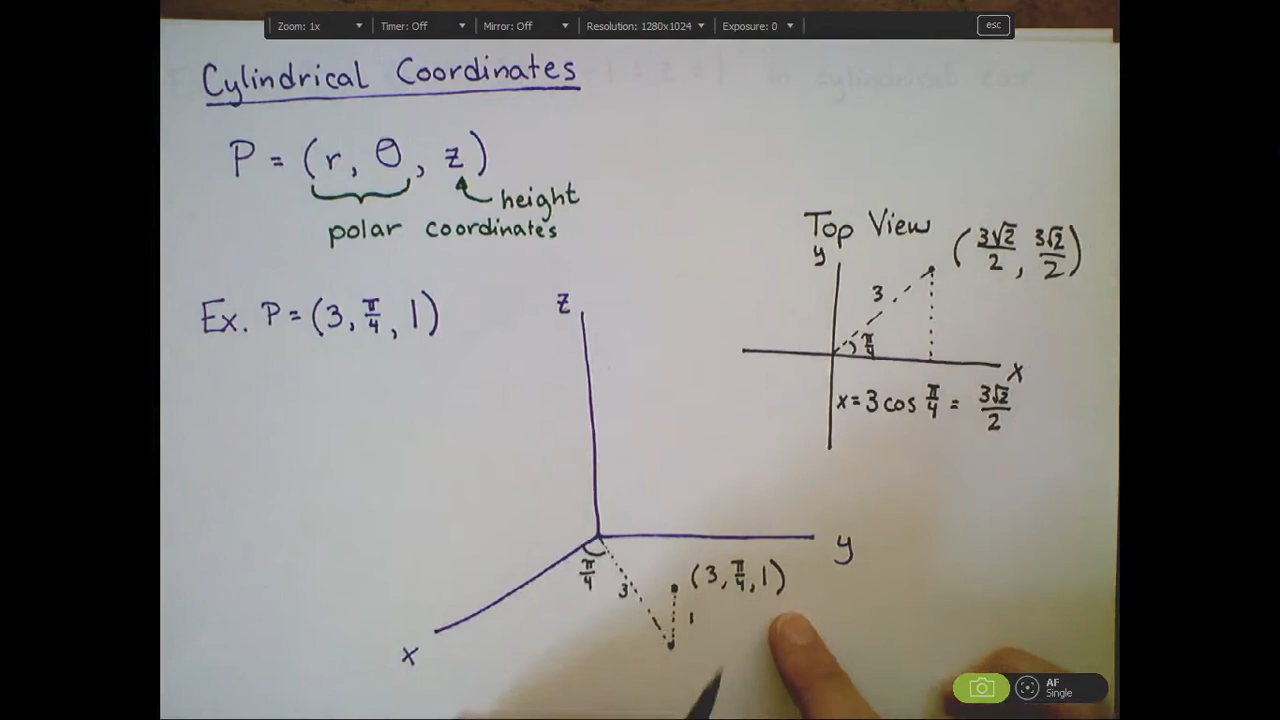 Zoom: 1x Timer: Off Mirror: Off Resolution: 1280x1024 Exposure: 0 esc
Cylindrical Coordinates
P = (r, θ, z)
height
polar coordinates
Top View
y
(3√2/2, 3√2/2)
3
π/4
x
x = 3 cos π/4 = 3√2/2
Ex. P = (3, π/4, 1)
z
y
π/4
3
(3, π/4, 1)
1
x
AF
Single